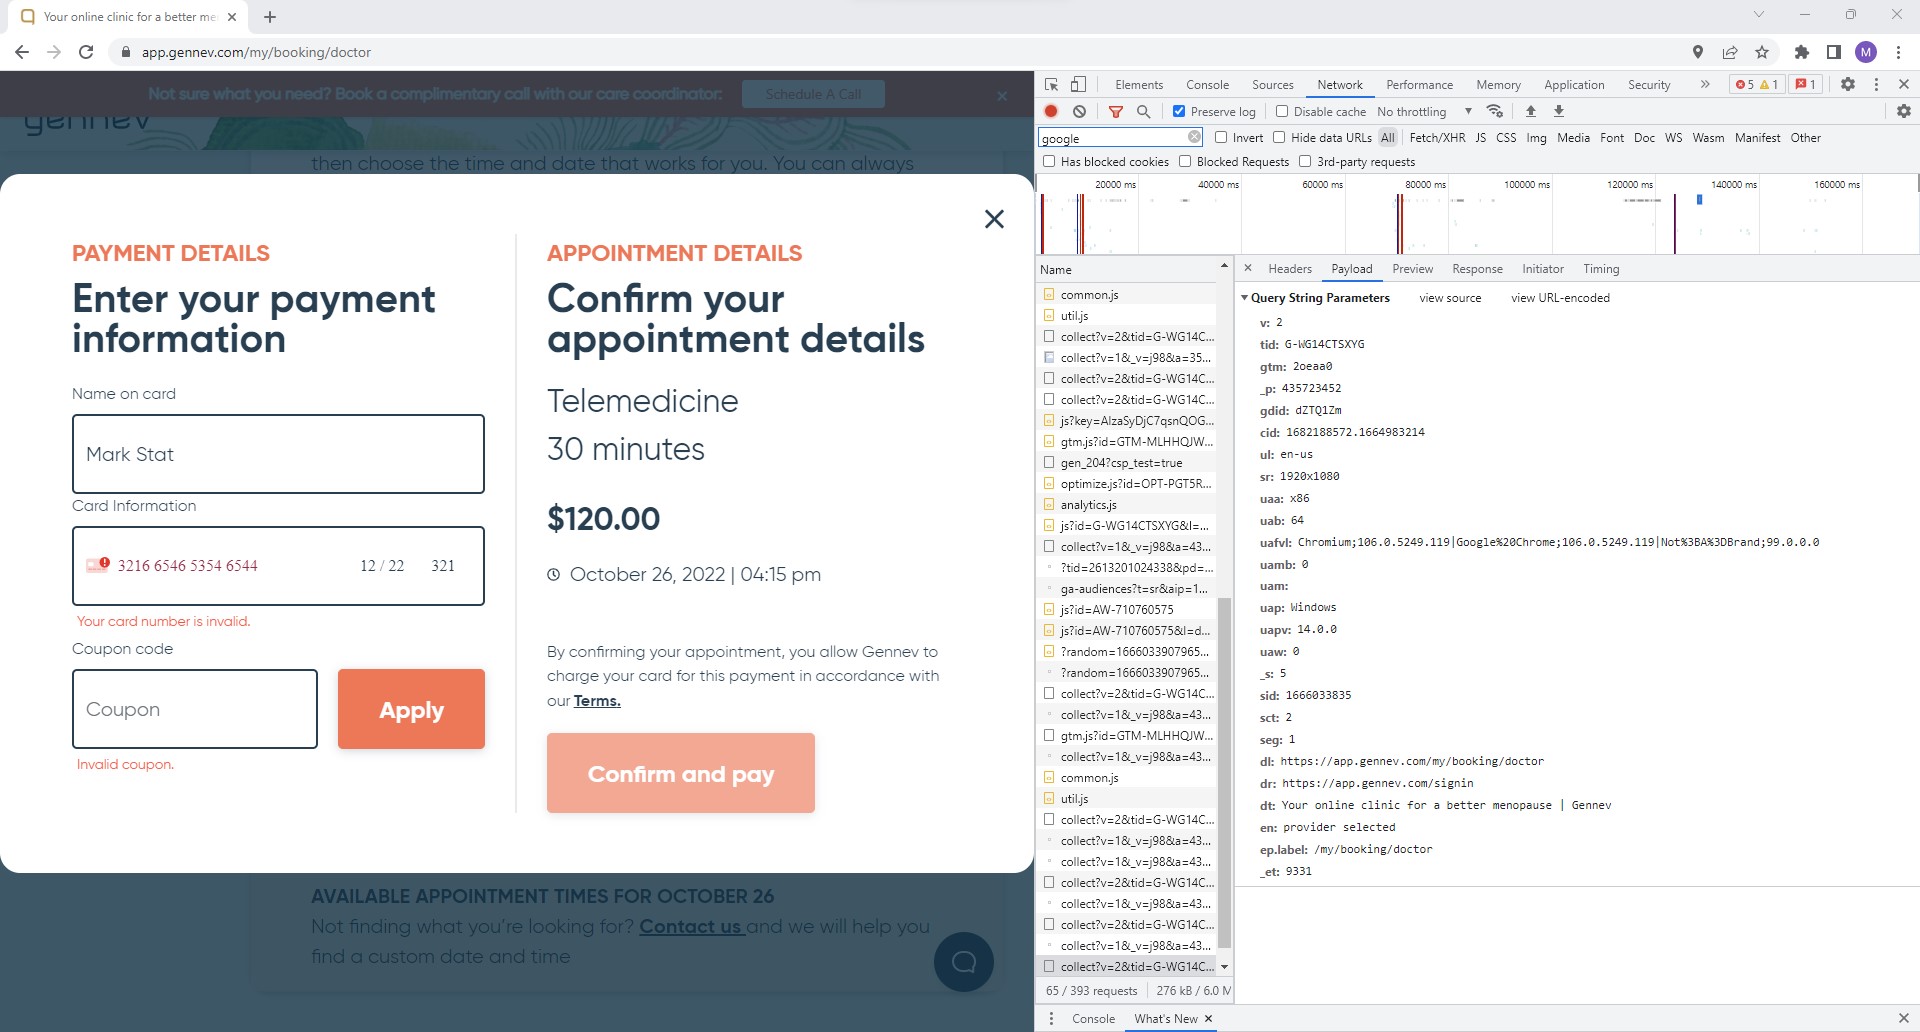 Your online clinic for a better me
app.gennev.com/my/booking/doctor
M
Not sure what you need? Book a complimentary call with our care coordinator:
Schedule A Call
gennev
then choose the time and date that works for you. You can always
PAYMENT DETAILS
Enter your payment
information
Name on card
Mark Stat
Card Information
3216 6546 5354 6544 12 / 22 321
Your card number is invalid.
Coupon code
Coupon
Apply
Invalid coupon.
APPOINTMENT DETAILS
Confirm your
appointment details
Telemedicine
30 minutes
$120.00
October 26, 2022 | 04:15 pm
By confirming your appointment, you allow Gennev to
charge your card for this payment in accordance with
our Terms.
Confirm and pay
AVAILABLE APPOINTMENT TIMES FOR OCTOBER 26
Not finding what you're looking for? Contact us and we will help you
find a custom date and time
Elements Console Sources Network Performance Memory Application Security » 5 1 1
Preserve log Disable cache No throttling
google Invert Hide data URLs All Fetch/XHR JS CSS Img Media Font Doc WS Wasm Manifest Other
Has blocked cookies Blocked Requests 3rd-party requests
20000 ms 40000 ms 60000 ms 80000 ms 100000 ms 120000 ms 140000 ms 160000 ms
Name
common.js
util.js
collect?v=2&tid=G-WG14C...
collect?v=1&_v=j98&a=35...
collect?v=2&tid=G-WG14C...
collect?v=2&tid=G-WG14C...
js?key=AIzaSyDjC7qsnQOG...
gtm.js?id=GTM-MLHHQJW...
gen_204?csp_test=true
optimize.js?id=OPT-PGT5R...
analytics.js
js?id=G-WG14CTSXYG&l=...
collect?v=1&_v=j98&a=43...
?tid=2613201024338&pd=...
ga-audiences?t=sr&aip=1...
js?id=AW-710760575
js?id=AW-710760575&l=d...
?random=1666033907965...
?random=1666033907965...
collect?v=2&tid=G-WG14C...
collect?v=1&_v=j98&a=43...
gtm.js?id=GTM-MLHHQJW...
collect?v=1&_v=j98&a=43...
common.js
util.js
collect?v=2&tid=G-WG14C...
collect?v=1&_v=j98&a=43...
collect?v=1&_v=j98&a=43...
collect?v=2&tid=G-WG14C...
collect?v=1&_v=j98&a=43...
collect?v=2&tid=G-WG14C...
collect?v=1&_v=j98&a=43...
collect?v=2&tid=G-WG14C...
65 / 393 requests 276 kB / 6.0 M
Headers Payload Preview Response Initiator Timing
Query String Parameters view source view URL-encoded
v: 2
tid: G-WG14CTSXYG
gtm: 2oeaa0
_p: 435723452
gdid: dZTQ1Zm
cid: 1682188572.1664983214
ul: en-us
sr: 1920x1080
uaa: x86
uab: 64
uafvl: Chromium;106.0.5249.119|Google%20Chrome;106.0.5249.119|Not%3BA%3DBrand;99.0.0.0
uamb: 0
uam:
uap: Windows
uapv: 14.0.0
uaw: 0
_s: 5
sid: 1666033835
sct: 2
seg: 1
dl: https://app.gennev.com/my/booking/doctor
dr: https://app.gennev.com/signin
dt: Your online clinic for a better menopause | Gennev
en: provider selected
ep.label: /my/booking/doctor
_et: 9331
Console What's New